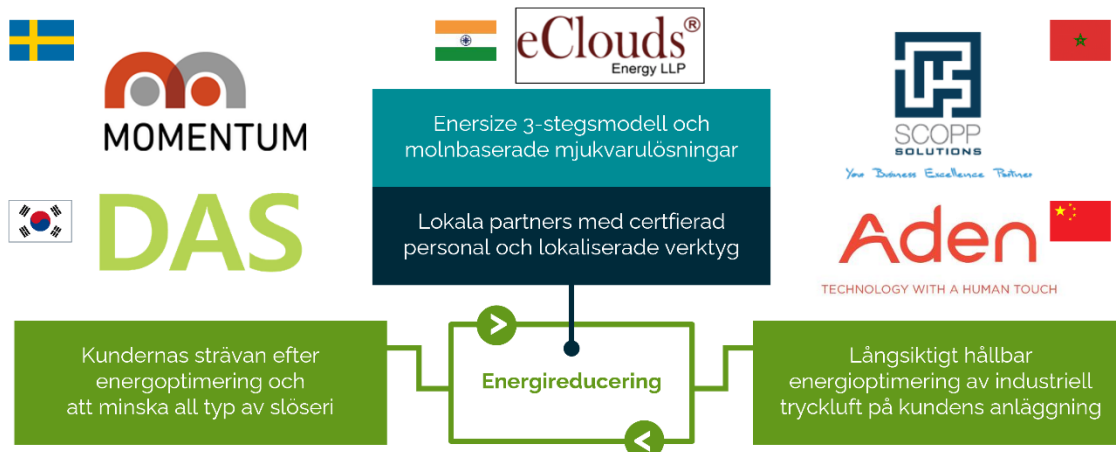 eClouds®
Energy LLP
MOMENTUM
Enersize 3-stegsmodell och
molnbaserade mjukvarulösningar
SCOPP
SOLUTIONS
Your Business Excellence Partner
DAS
Lokala partners med certfierad
personal och lokaliserade verktyg
Aden
TECHNOLOGY WITH A HUMAN TOUCH
Kundernas strävan efter
energoptimering och
att minska all typ av slöseri
Energireducering
Långsiktigt hållbar
energioptimering av industriell
tryckluft på kundens anläggning